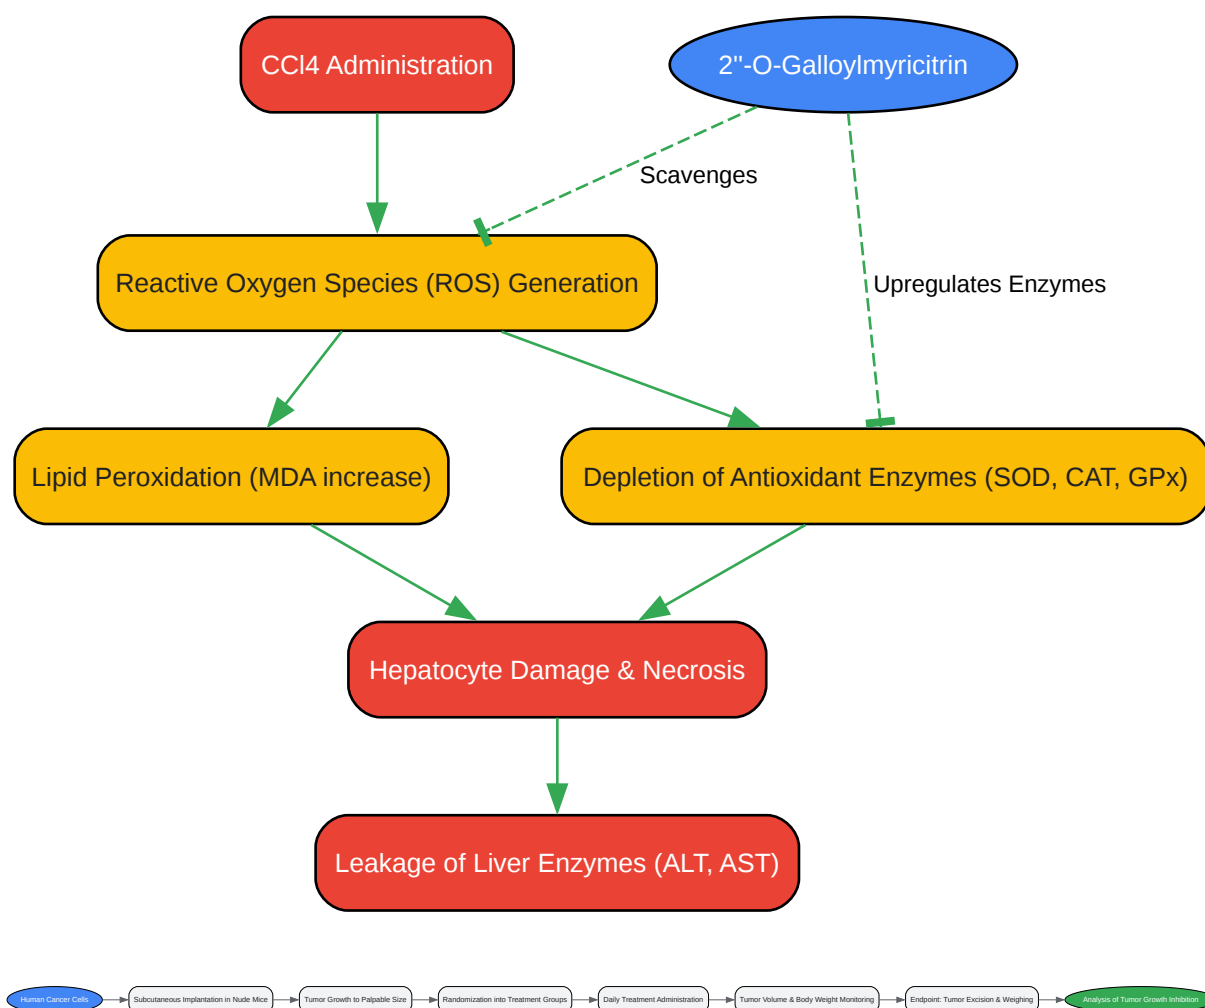 CCl4 Administration
2''-O-Galloylmyricitrin
Scavenges
Reactive Oxygen Species (ROS) Generation
Upregulates Enzymes
Lipid Peroxidation (MDA increase)
Depletion of Antioxidant Enzymes (SOD, CAT, GPx)
Hepatocyte Damage & Necrosis
Leakage of Liver Enzymes (ALT, AST)
Human Cancer Cells
Subcutaneous Implantation in Nude Mice
Tumor Growth to Palpable Size
Randomization into Treatment Groups
Daily Treatment Administration
Tumor Volume & Body Weight Monitoring
Endpoint: Tumor Excision & Weighing
Analysis of Tumor Growth Inhibition